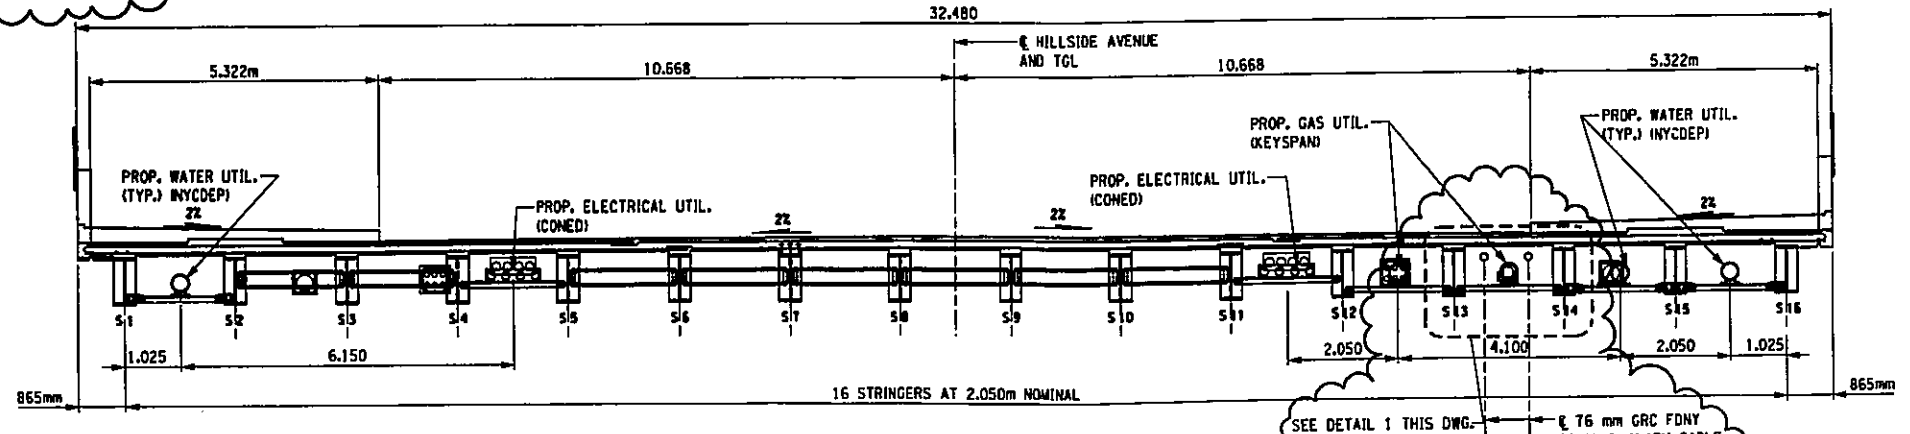 32.480
℄ HILLSIDE AVENUE
AND TGL
5.322m
10.668
10.668
5.322m
PROP. GAS UTIL.
(KEYSPAN)
PROP. WATER UTIL.
(TYP.) (NYCDEP)
PROP. WATER UTIL.
(TYP.) (NYCDEP)
PROP. ELECTRICAL UTIL.
(CONED)
PROP. ELECTRICAL UTIL.
(CONED)
2%
2%
2%
2%
S1
S2
S3
S4
S5
S6
S7
S8
S9
S10
S11
S12
S13
S14
S15
S16
1.025
6.150
2.050
4.100
2.050
1.025
865mm
16 STRINGERS AT 2.050m NOMINAL
865mm
SEE DETAIL 1 THIS DWG.
℄ 76 mm GRC FDNY